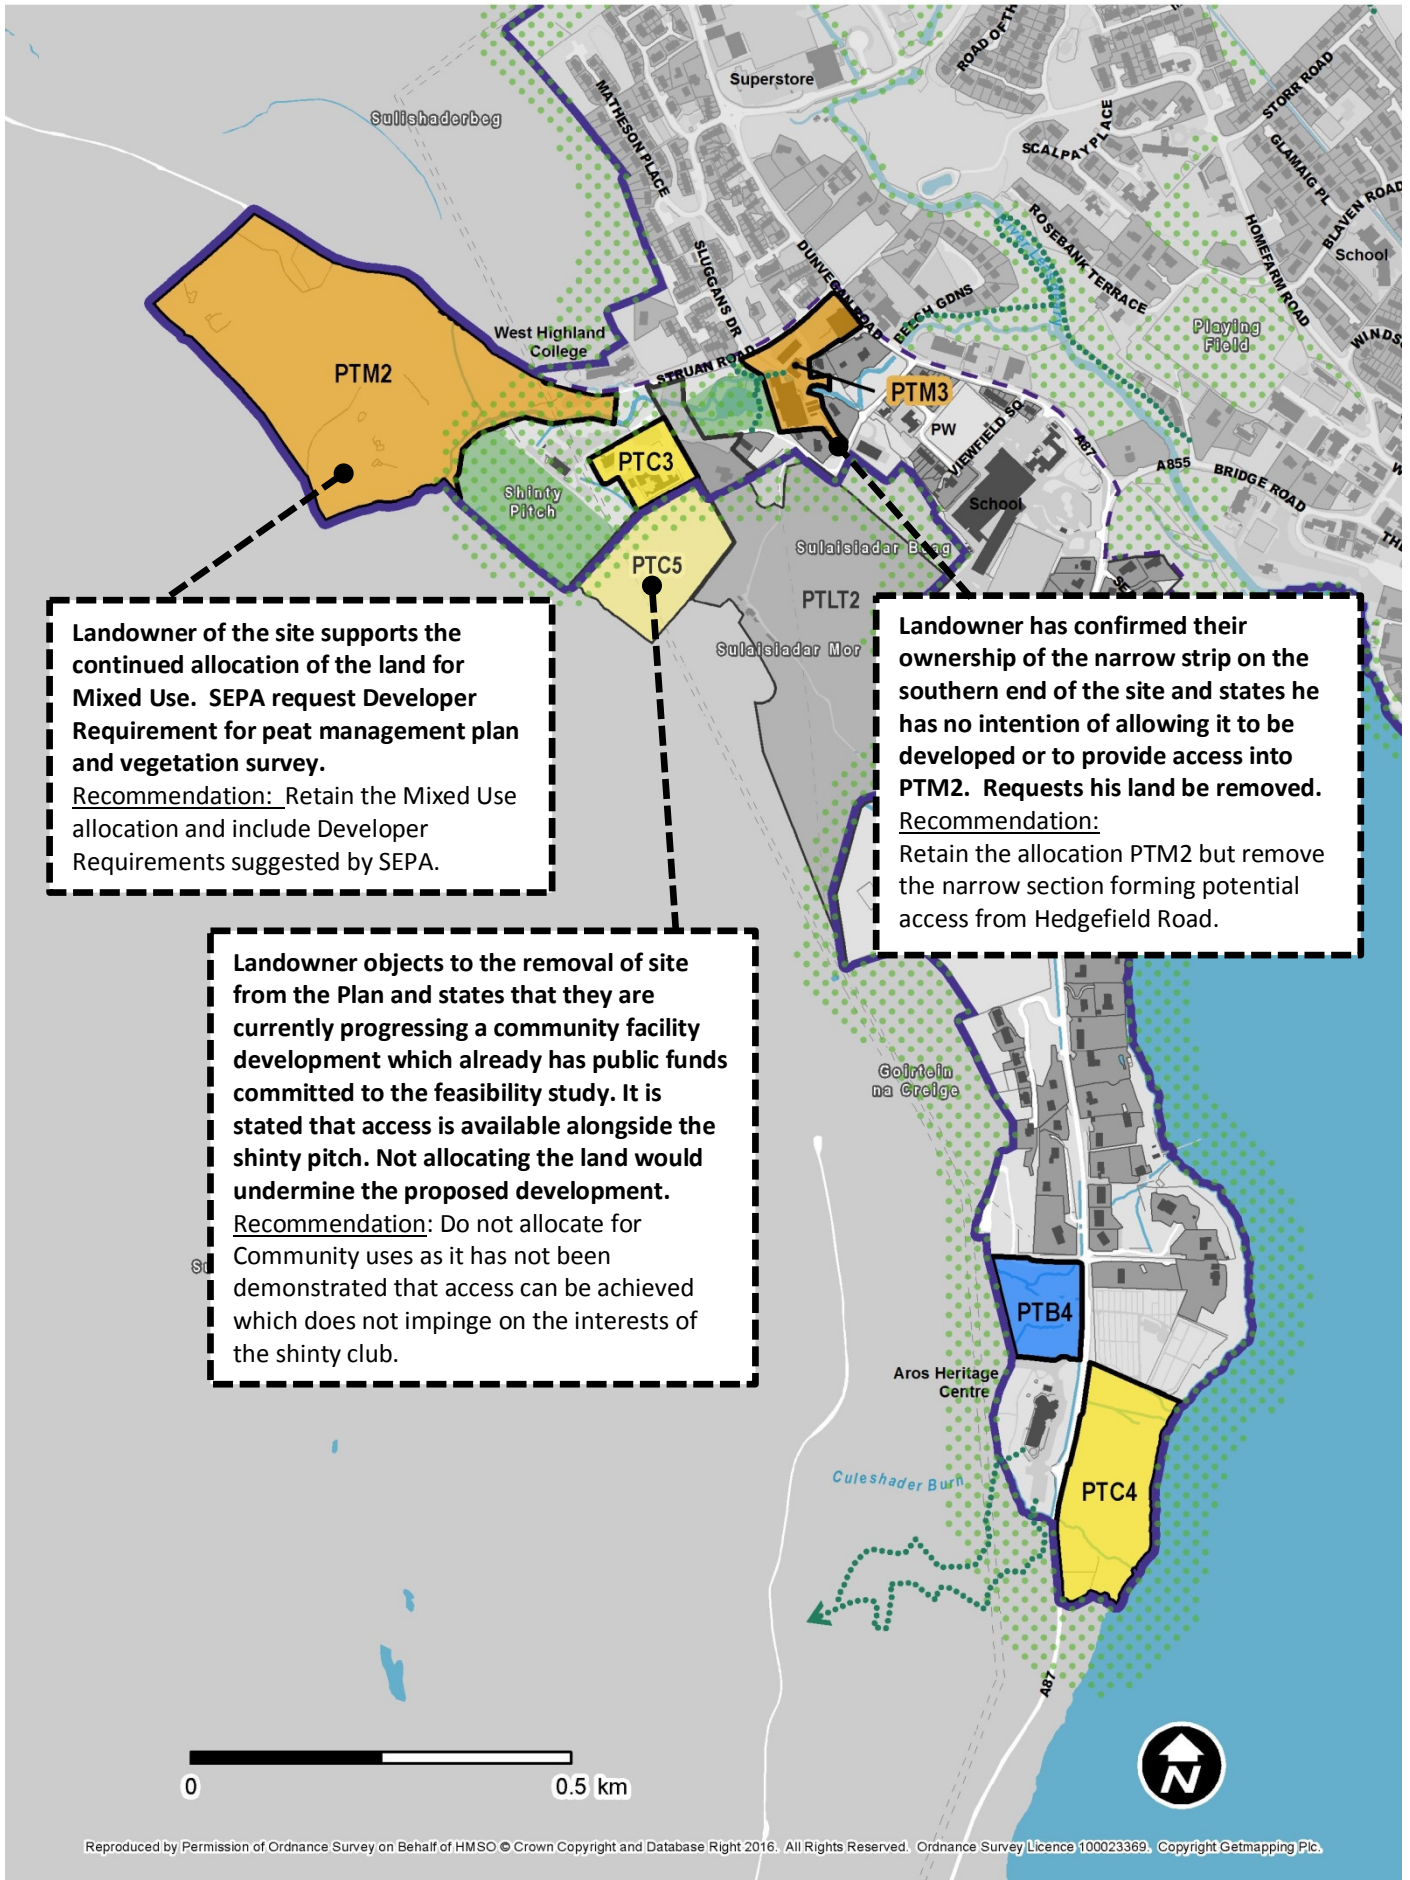 Superstore
ROAD OF TH
STORR ROAD
MATHESON PLACE
Sulishaderbeg
SCALPAY PLACE
GLAMAIG PL
BLAVEN ROAD
School
ROSEBANK TERRACE
HOMEFARM ROAD
SLUGGANS DR
DUNVEGAN ROAD
BEECH GDNS
Playing
Field
WINDS
West Highland
College
STRUAN ROAD
PTM2
PTM3
PW
VIEWFIELD SQ
A87
A855
BRIDGE ROAD
PTC3
School
THE
Shinty
Pitch
Sulaisiadar Beag
PTC5
PTLT2
Sulaisiadar Mor
SE
Landowner of the site supports the
continued allocation of the land for
Mixed Use. SEPA request Developer
Requirement for peat management plan
and vegetation survey.
Recommendation: Retain the Mixed Use
allocation and include Developer
Requirements suggested by SEPA.
Landowner has confirmed their
ownership of the narrow strip on the
southern end of the site and states he
has no intention of allowing it to be
developed or to provide access into
PTM2. Requests his land be removed.
Recommendation:
Retain the allocation PTM2 but remove
the narrow section forming potential
access from Hedgefield Road.
Landowner objects to the removal of site
from the Plan and states that they are
currently progressing a community facility
development which already has public funds
committed to the feasibility study. It is
stated that access is available alongside the
shinty pitch. Not allocating the land would
undermine the proposed development.
Recommendation: Do not allocate for
Community uses as it has not been
demonstrated that access can be achieved
which does not impinge on the interests of
the shinty club.
Goirtein
na Creige
Su
PTB4
Aros Heritage
Centre
Culeshader Burn
PTC4
A87
0 0.5 km
N
Reproduced by Permission of Ordnance Survey on Behalf of HMSO © Crown Copyright and Database Right 2016. All Rights Reserved. Ordnance Survey Licence 100023369. Copyright Getmapping Plc.